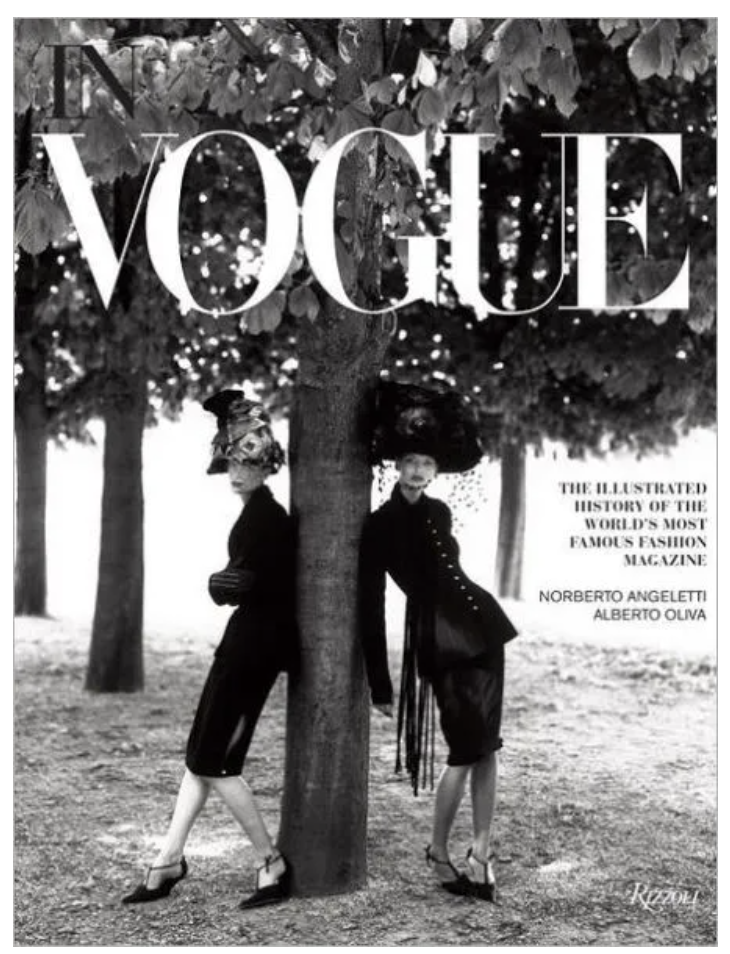 IN
VOGUE
THE ILLUSTRATED
HISTORY OF THE
WORLD'S MOST
FAMOUS FASHION
MAGAZINE
NORBERTO ANGELETTI
ALBERTO OLIVA
RIZZOLI